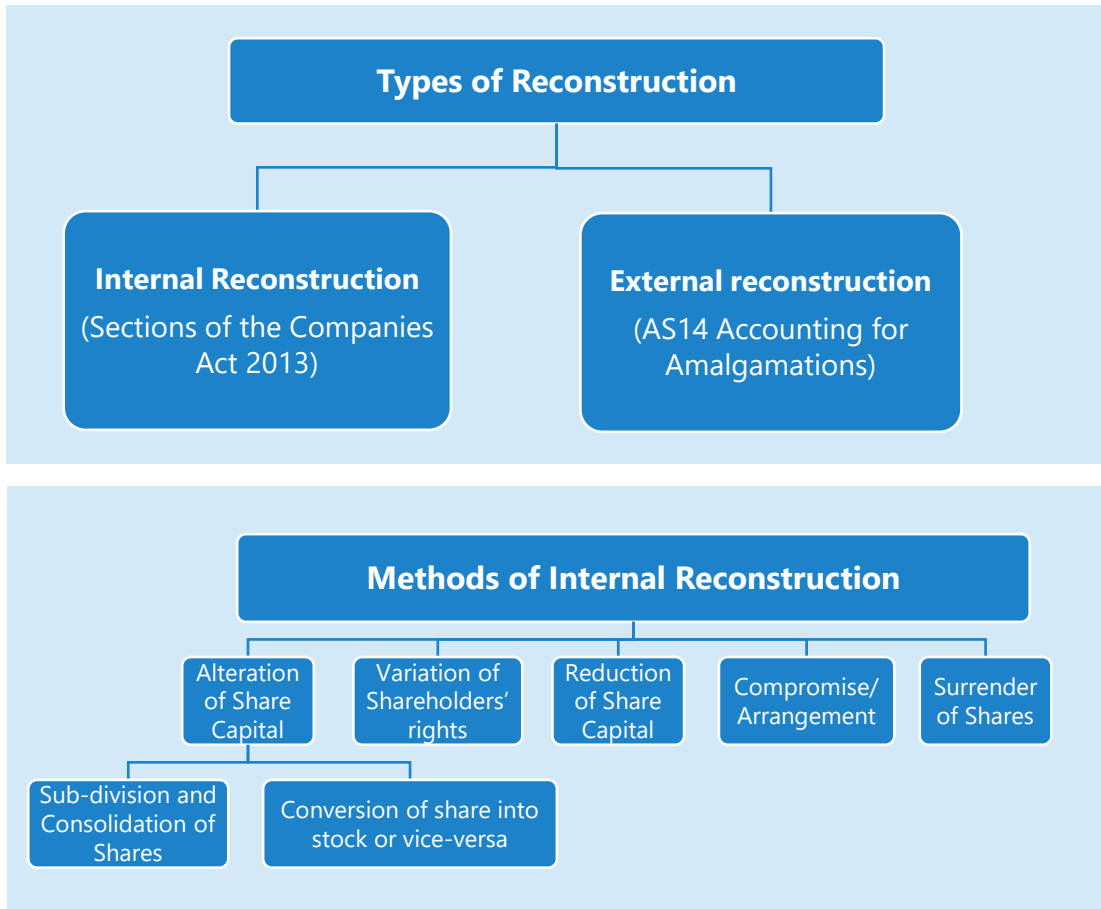 Types of Reconstruction
Internal Reconstruction
(Sections of the Companies
Act 2013)
External reconstruction
(AS14 Accounting for
Amalgamations)
Methods of Internal Reconstruction
Alteration
of Share
Capital
Variation of
Shareholders‘
rights
Reduction
of Share
Capital
Compromise/
Arrangement
Surrender
of Shares
Sub-division and
Consolidation of
Shares
Conversion of share into
stock or vice-versa